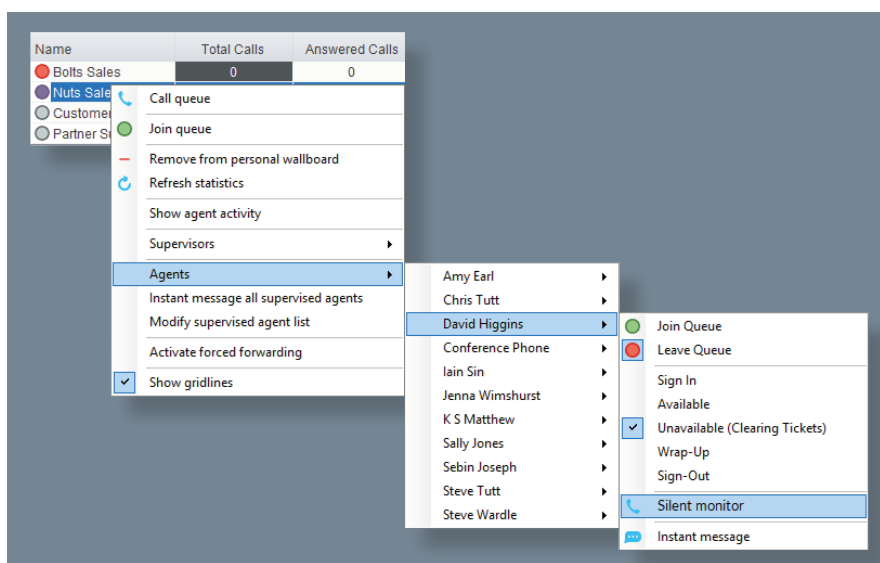 Name Total Calls Answered Calls
Bolts Sales 0 0
Nuts Sale
Customer
Partner Su
Call queue
Join queue
Remove from personal wallboard
Refresh statistics
Show agent activity
Supervisors
Agents
Instant message all supervised agents
Modify supervised agent list
Activate forced forwarding
Show gridlines
Amy Earl
Chris Tutt
David Higgins
Conference Phone
Iain Sin
Jenna Wimshurst
K S Matthew
Sally Jones
Sebin Joseph
Steve Tutt
Steve Wardle
Join Queue
Leave Queue
Sign In
Available
Unavailable (Clearing Tickets)
Wrap-Up
Sign-Out
Silent monitor
Instant message